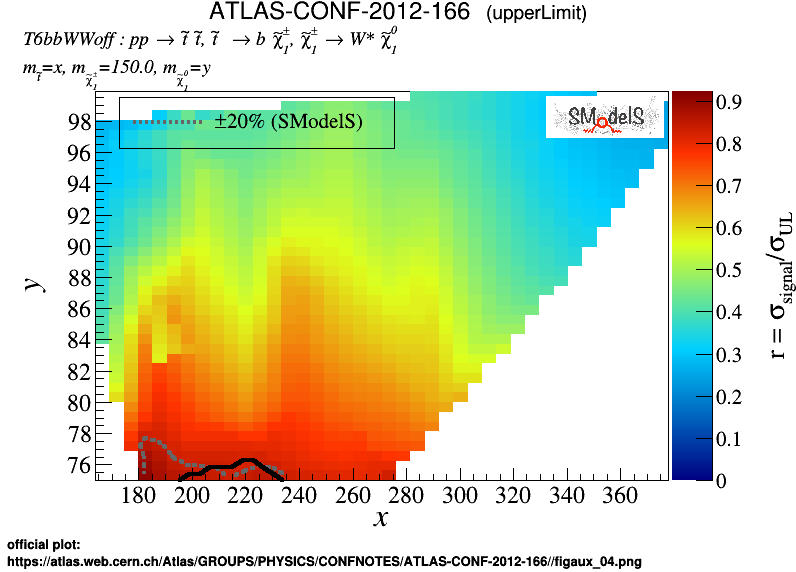 ATLAS-CONF-2012-166 (upperLimit)
T6bbWWoff : pp → t̃ t̃, t̃ → b χ̃₁±, χ̃₁± → W* χ̃₁⁰
m_t̃=x, m_χ̃₁±=150.0, m_χ̃₁⁰=y
±20% (SModelS)
SModelS
98
96
94
92
90
88
86
84
82
80
78
76
y
180 200 220 240 260 280 300 320 340 360
x
0.9
0.8
0.7
0.6
0.5
0.4
0.3
0.2
0.1
0
r = σ_signal/σ_UL
official plot:
https://atlas.web.cern.ch/Atlas/GROUPS/PHYSICS/CONFNOTES/ATLAS-CONF-2012-166//figaux_04.png